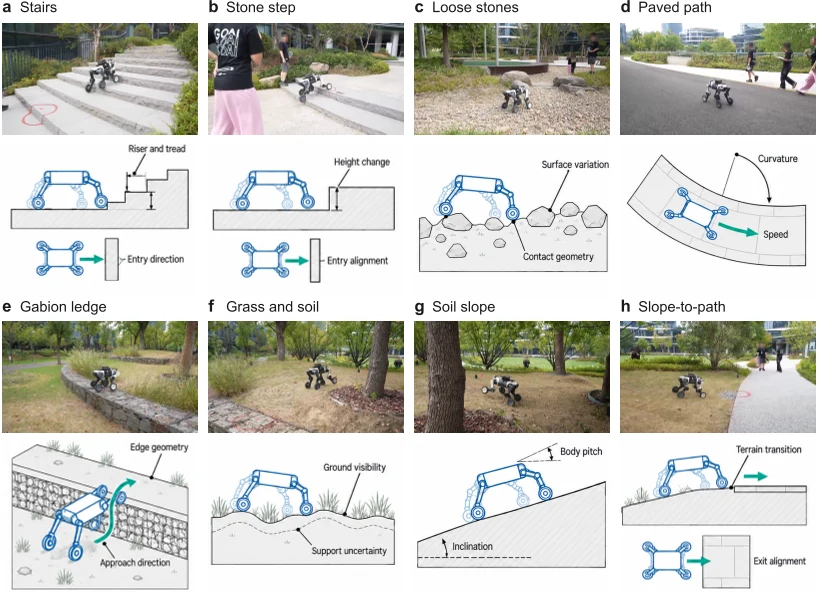 a Stairs
b Stone step
c Loose stones
d Paved path
GOAL
Riser and tread
Entry direction
Height change
Entry alignment
Surface variation
Contact geometry
Curvature
Speed
e Gabion ledge
f Grass and soil
g Soil slope
h Slope-to-path
Edge geometry
Approach direction
Ground visibility
Support uncertainty
Body pitch
Inclination
Terrain transition
Exit alignment